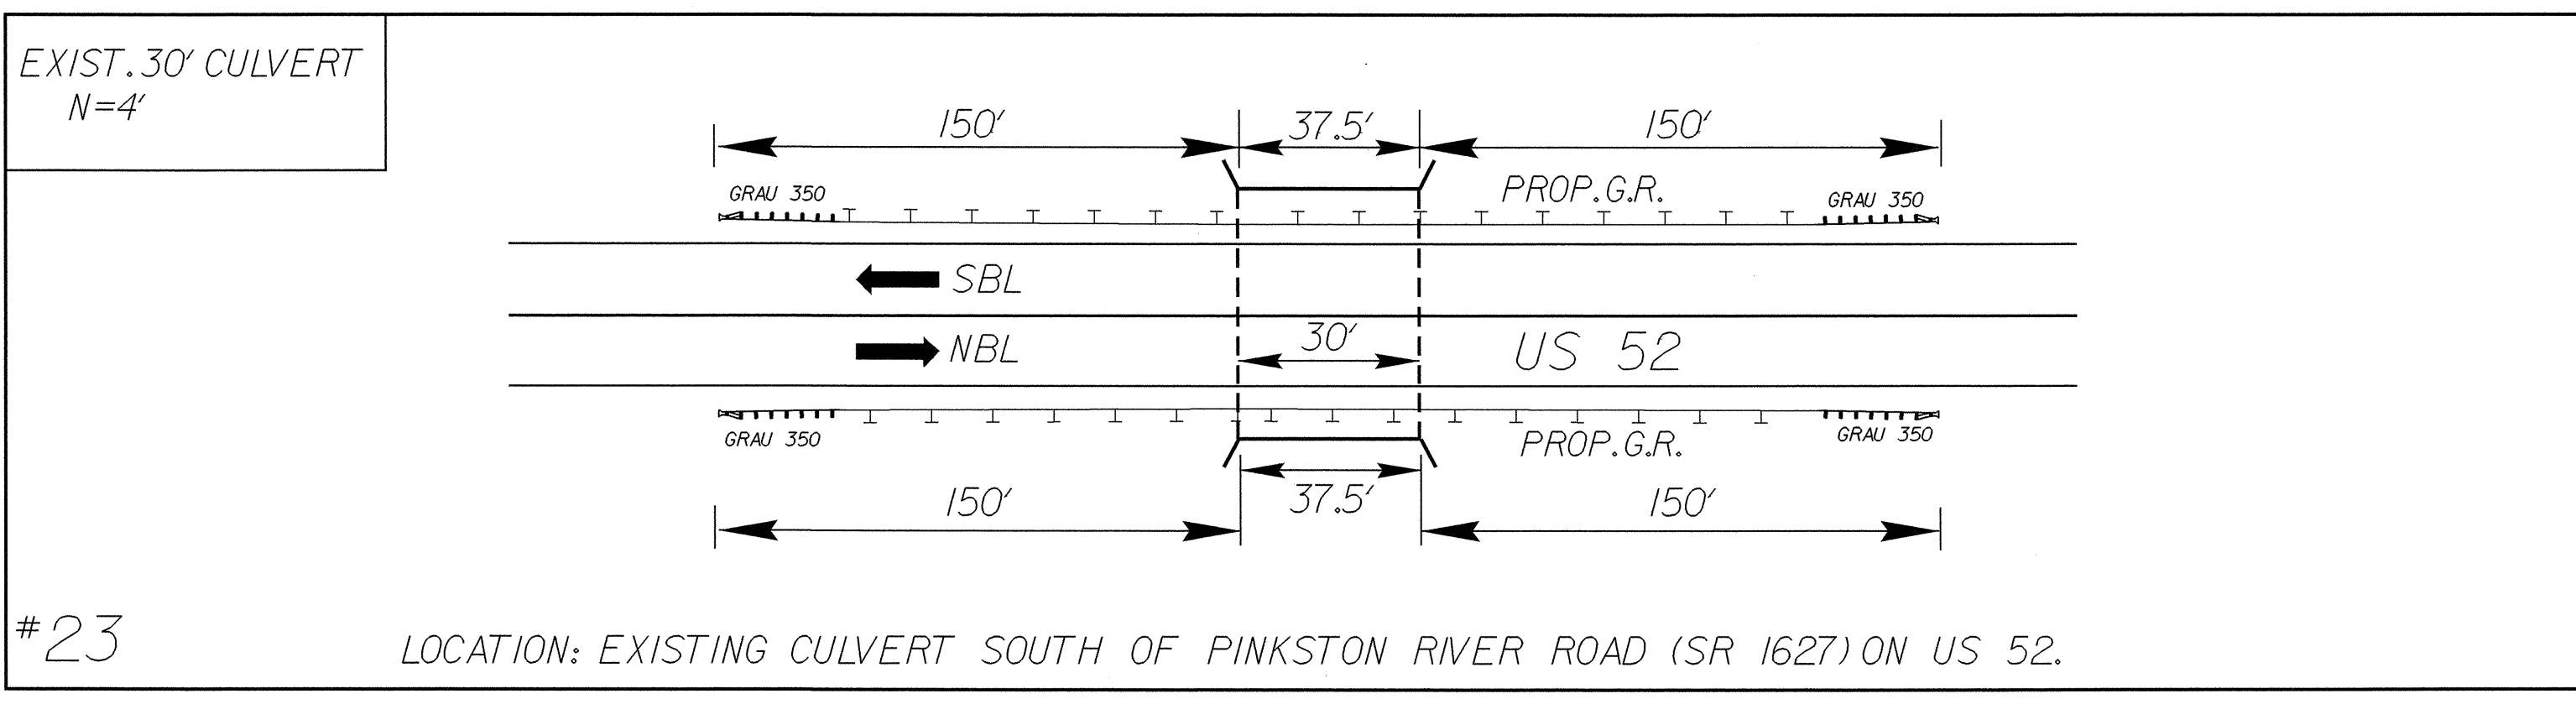 EXIST. 30' CULVERT
N=4'
150' 37.5' 150'
GRAU 350 PROP. G.R. GRAU 350
SBL
30'
NBL US 52
GRAU 350 PROP. G.R. GRAU 350
150' 37.5' 150'
#23
LOCATION: EXISTING CULVERT SOUTH OF PINKSTON RIVER ROAD (SR 1627) ON US 52.